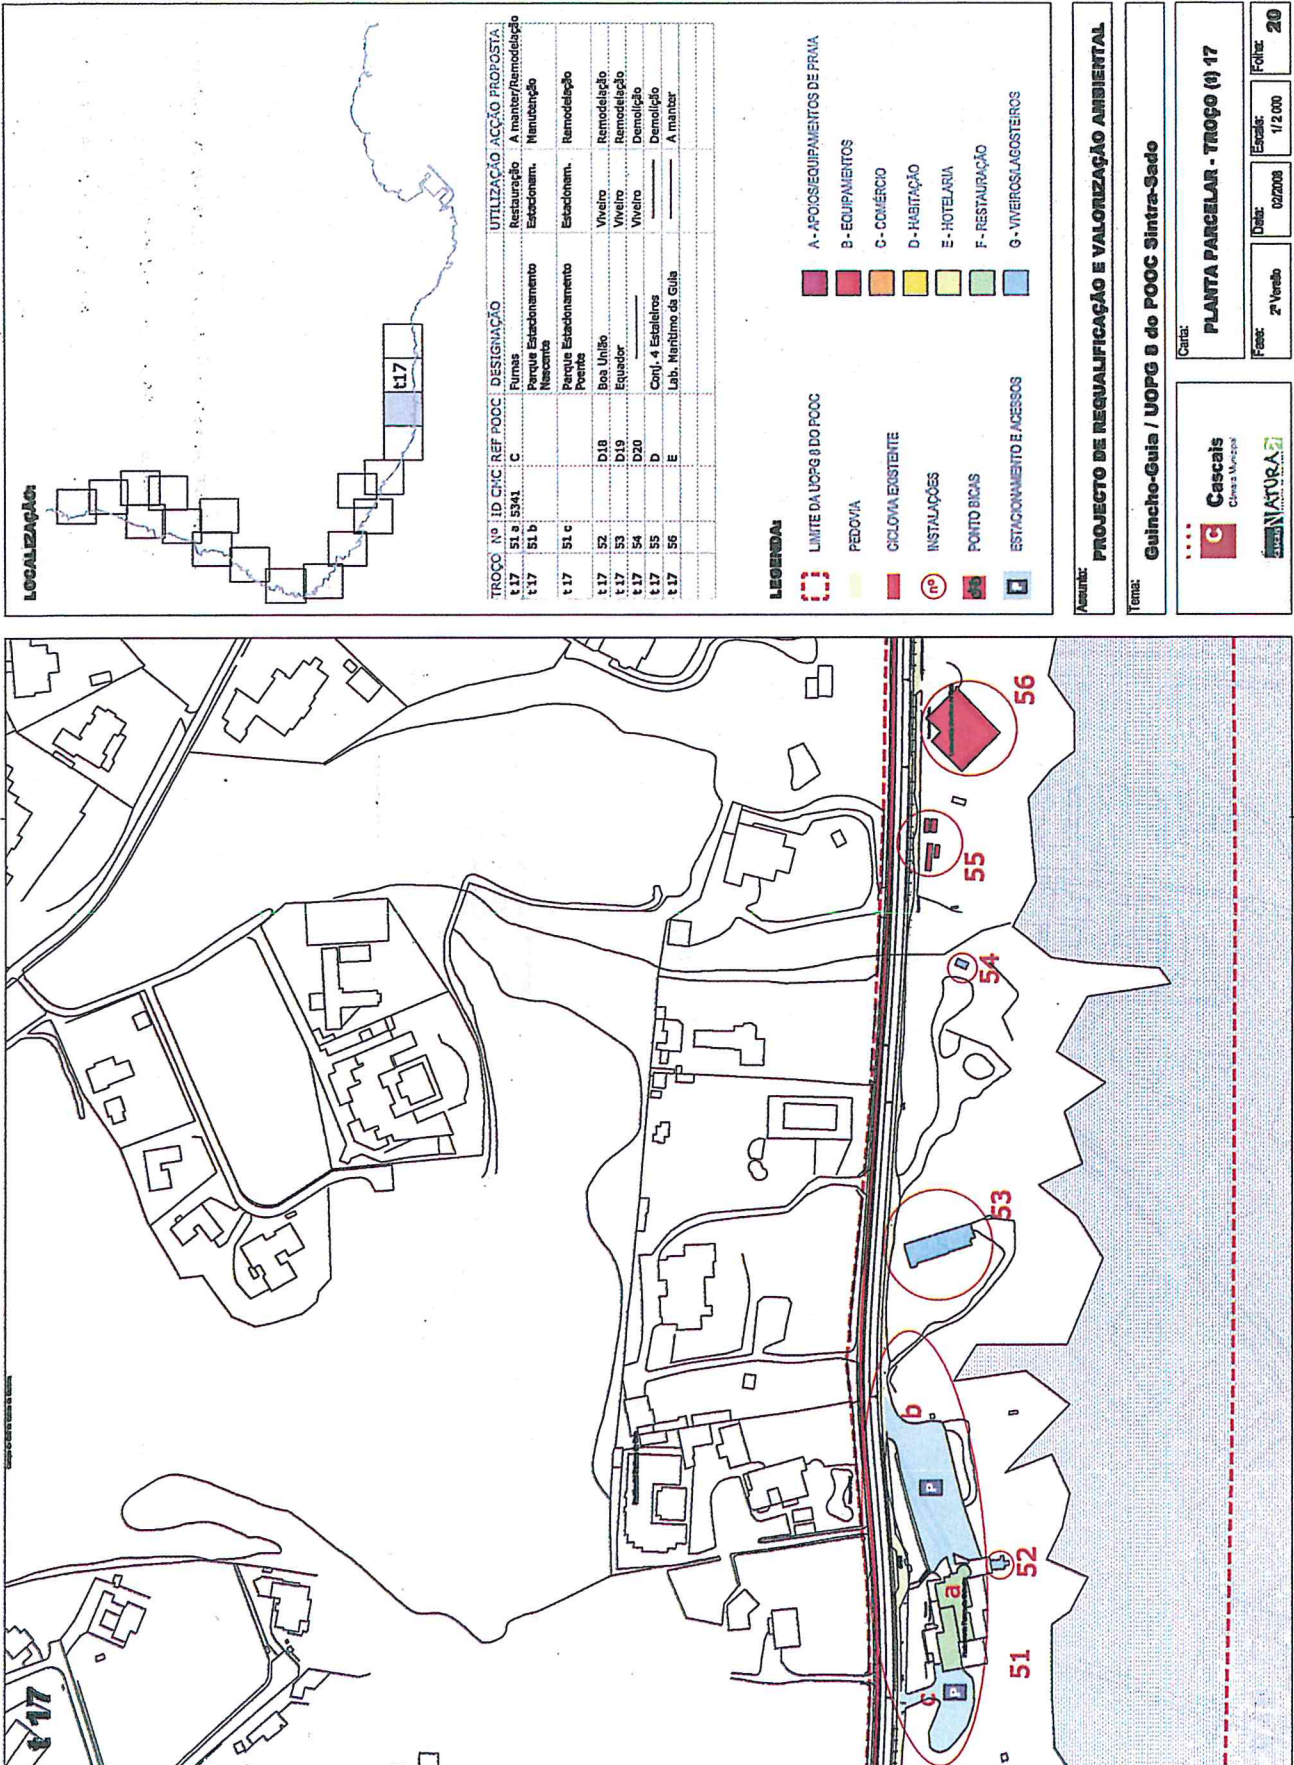 t 17
51
a
b
c
P
P
52
53
54
55
56
LOCALIZAÇÃO:
t17
TROÇO Nº ID CMC REF POOC DESIGNAÇÃO UTILIZAÇÃO ACÇÃO PROPOSTA
t 17 51 a 5341 C Furnas Restauração A manter/Remodelação
t 17 51 b Parque Estacionamento Nascente Estacionam. Manutenção
t 17 51 c Parque Estacionamento Poente Estacionam. Remodelação
t 17 52 D18 Boa União Viveiro Remodelação
t 17 53 D19 Equador Viveiro Remodelação
t 17 54 D20 Viveiro Demolição
t 17 55 D Conj. 4 Estaleiros Demolição
t 17 56 E Lab. Marítimo da Guia A manter
LEGENDA:
LIMITE DA UOPG 8 DO POOC
PEDOVIA
CICLOVIA EXISTENTE
nº INSTALAÇÕES
PONTO BICAS
P ESTACIONAMENTO E ACESSOS
A - APOIOS/EQUIPAMENTOS DE PRAIA
B - EQUIPAMENTOS
C - COMÉRCIO
D - HABITAÇÃO
E - HOTELARIA
F - RESTAURAÇÃO
G - VIVEIROS/LAGOSTEIROS
Assunto:
PROJECTO DE REQUALIFICAÇÃO E VALORIZAÇÃO AMBIENTAL
Tema:
Guincho-Guia / UOPG 8 do POOC Sintra-Sado
C Cascais
Câmara Municipal
NATURA
Carta:
PLANTA PARCELAR - TROÇO (t) 17
Fase: 2ª Versão
Data: 02/2008
Escala: 1/2 000
Folha: 20